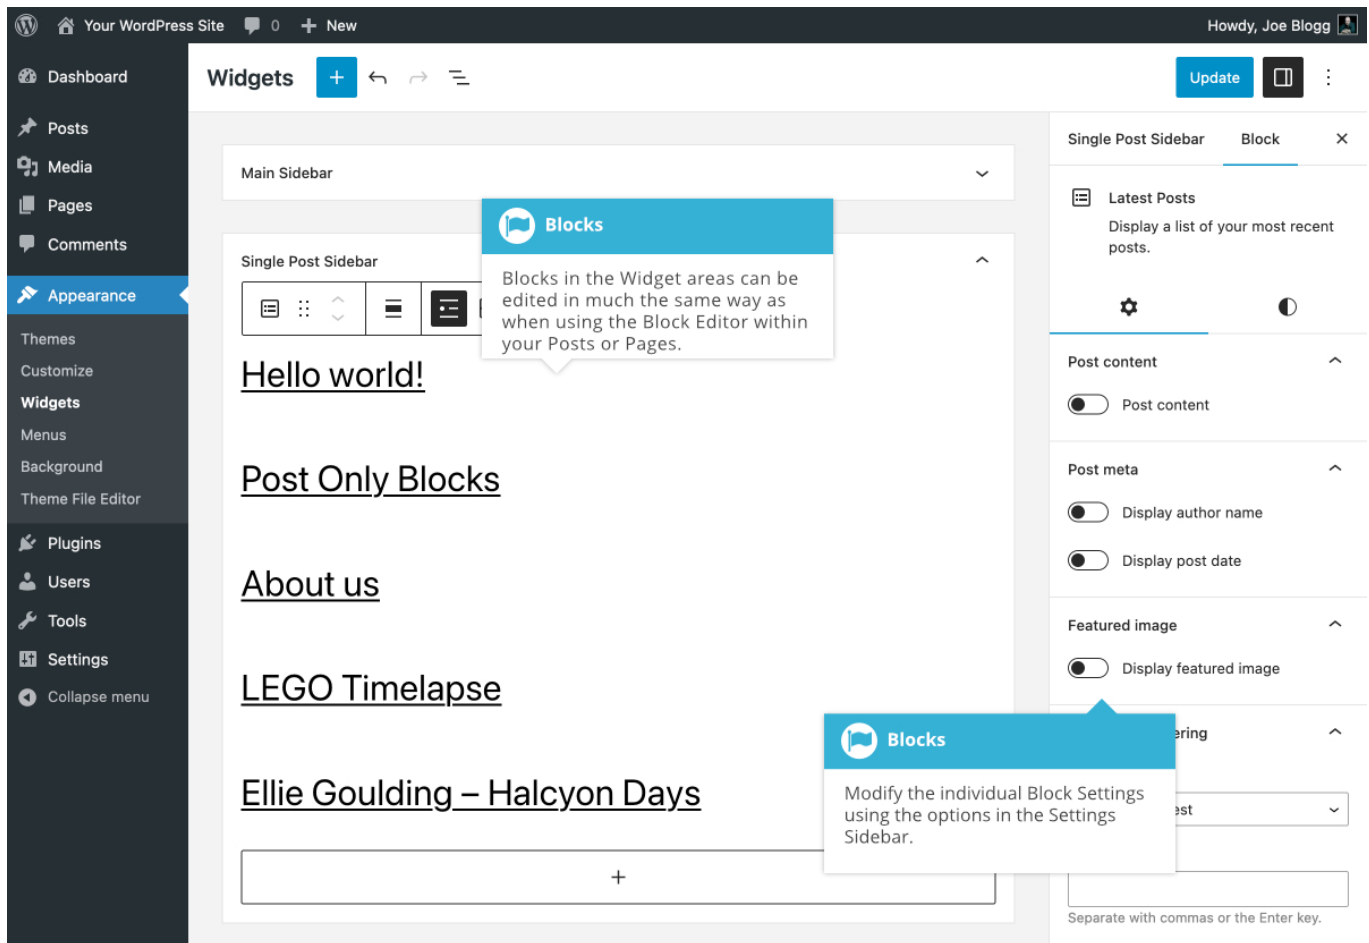 Your WordPress Site 0 New Howdy, Joe Blogg
Dashboard
Posts
Media
Pages
Comments
Appearance
Themes
Customize
Widgets
Menus
Background
Theme File Editor
Plugins
Users
Tools
Settings
Collapse menu
Widgets
Update
Main Sidebar
Single Post Sidebar
Blocks
Blocks in the Widget areas can be
edited in much the same way as
when using the Block Editor within
your Posts or Pages.
Hello world!
Post Only Blocks
About us
LEGO Timelapse
Ellie Goulding – Halcyon Days
Single Post Sidebar Block
Latest Posts
Display a list of your most recent
posts.
Post content
Post content
Post meta
Display author name
Display post date
Featured image
Display featured image
Blocks
Modify the individual Block Settings
using the options in the Settings
Sidebar.
Separate with commas or the Enter key.